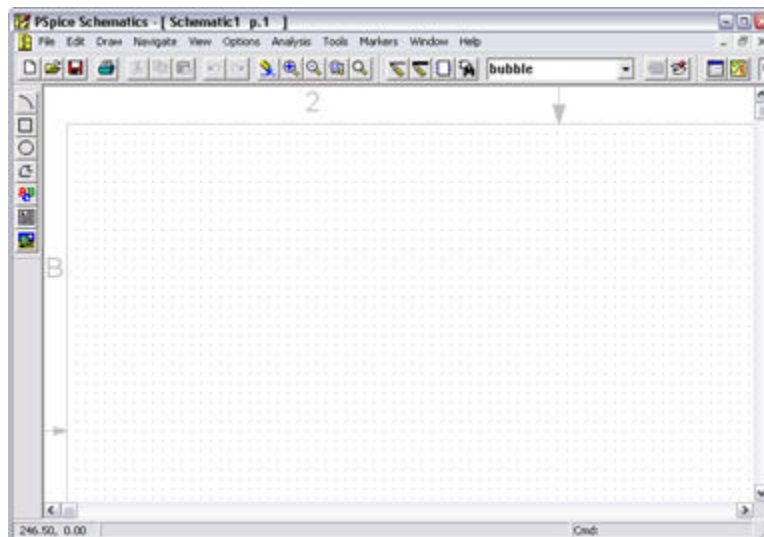 PSpice Schematics - [ Schematic1 p.1 ]
File Edit Draw Navigate View Options Analysis Tools Markers Window Help
bubble
2
B
246.50, 0.00 Cmd: